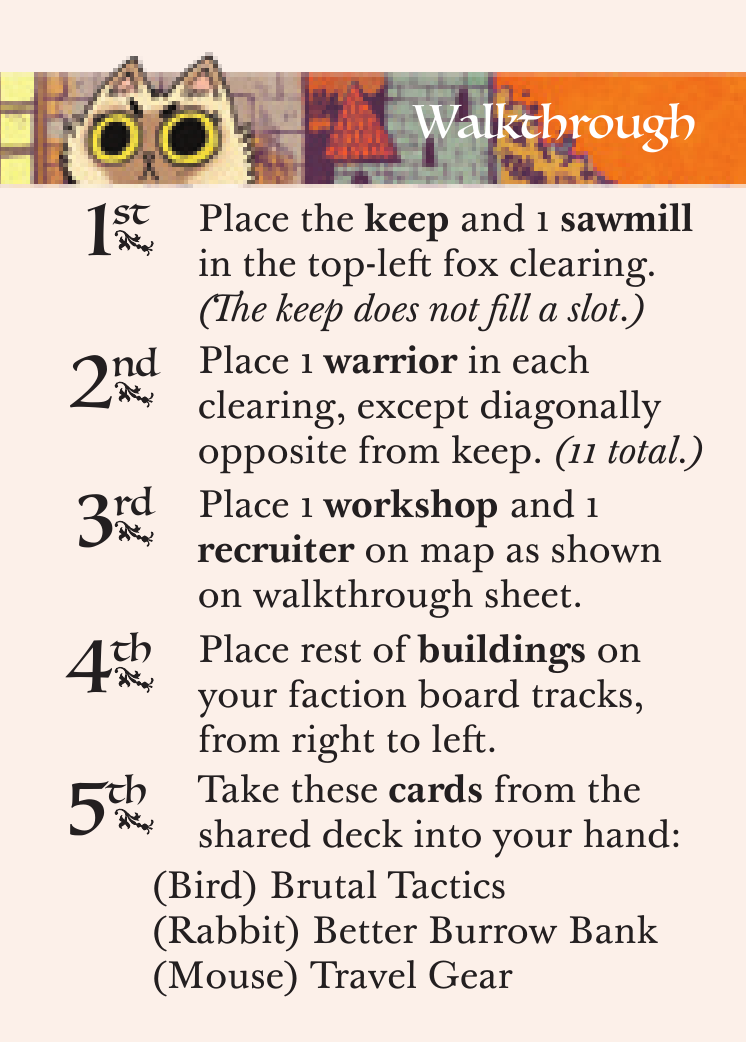 Walkthrough
1st Place the keep and 1 sawmill
in the top-left fox clearing.
(The keep does not fill a slot.)
2nd Place 1 warrior in each
clearing, except diagonally
opposite from keep. (11 total.)
3rd Place 1 workshop and 1
recruiter on map as shown
on walkthrough sheet.
4th Place rest of buildings on
your faction board tracks,
from right to left.
5th Take these cards from the
shared deck into your hand:
(Bird) Brutal Tactics
(Rabbit) Better Burrow Bank
(Mouse) Travel Gear